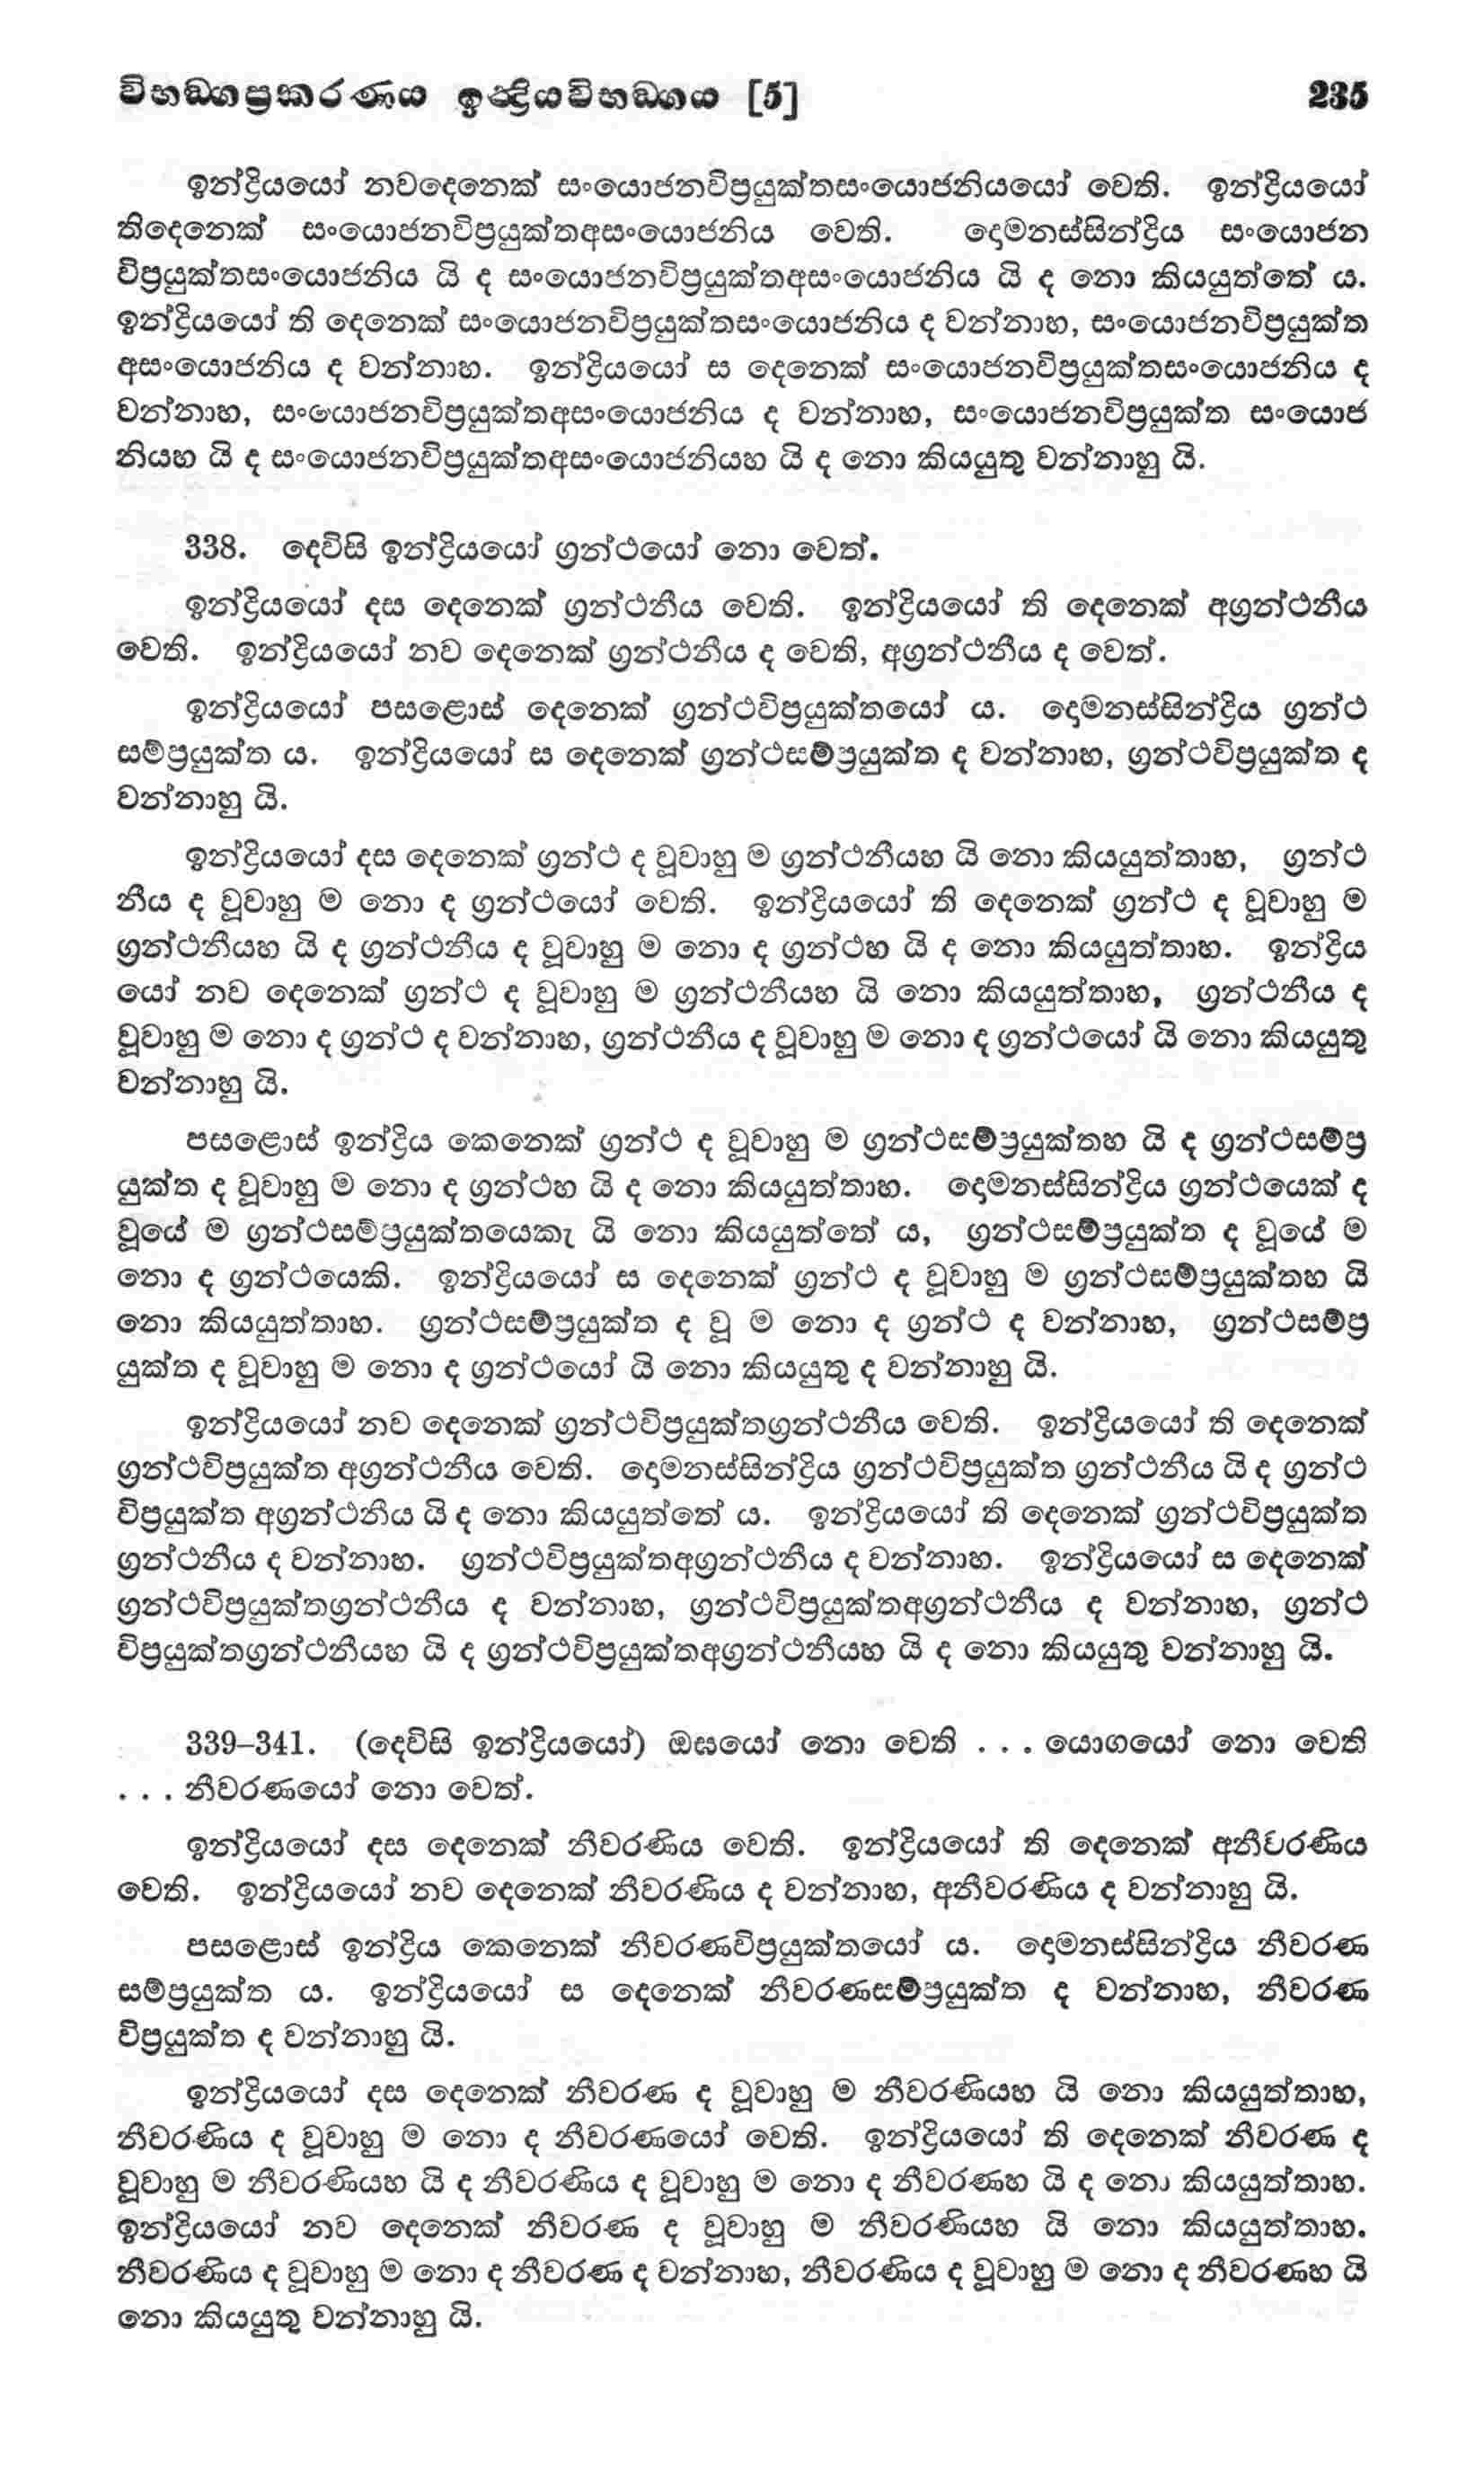 විභඞ්ගප්‍රකරණය ඉන්ද්‍රියවිභඞ්ගය [5] 235
ඉන්ද්‍රියයෝ නවදෙනෙක් සංයොජනවිප්‍රයුක්තසංයොජනියයෝ වෙති. ඉන්ද්‍රියයෝ
තිදෙනෙක් සංයොජනවිප්‍රයුක්තඅසංයොජනිය වෙති. දොමනස්සින්ද්‍රිය සංයොජන
විප්‍රයුක්තසංයොජනිය යි ද සංයොජනවිප්‍රයුක්තඅසංයොජනිය යි ද නො කියයුත්තේ ය.
ඉන්ද්‍රියයෝ ති දෙනෙක් සංයොජනවිප්‍රයුක්තසංයොජනිය ද වන්නාහ, සංයොජනවිප්‍රයුක්ත
අසංයොජනිය ද වන්නාහ. ඉන්ද්‍රියයෝ ස දෙනෙක් සංයොජනවිප්‍රයුක්තසංයොජනිය ද
වන්නාහ, සංයොජනවිප්‍රයුක්තඅසංයොජනිය ද වන්නාහ, සංයොජනවිප්‍රයුක්ත සංයොජ
නියහ යි ද සංයොජනවිප්‍රයුක්තඅසංයොජනියහ යි ද නො කියයුතු වන්නාහු යි.
338. දෙවිසි ඉන්ද්‍රියයෝ ග්‍රන්ථයෝ නො වෙත්.
ඉන්ද්‍රියයෝ දස දෙනෙක් ග්‍රන්ථනීය වෙති. ඉන්ද්‍රියයෝ ති දෙනෙක් අග්‍රන්ථනීය
වෙති. ඉන්ද්‍රියයෝ නව දෙනෙක් ග්‍රන්ථනීය ද වෙති, අග්‍රන්ථනීය ද වෙත්.
ඉන්ද්‍රියයෝ පසළොස් දෙනෙක් ග්‍රන්ථවිප්‍රයුක්තයෝ ය. දොමනස්සින්ද්‍රිය ග්‍රන්ථ
සම්ප්‍රයුක්ත ය. ඉන්ද්‍රියයෝ ස දෙනෙක් ග්‍රන්ථසම්ප්‍රයුක්ත ද වන්නාහ, ග්‍රන්ථවිප්‍රයුක්ත ද
වන්නාහු යි.
ඉන්ද්‍රියයෝ දස දෙනෙක් ග්‍රන්ථ ද වූවාහු ම ග්‍රන්ථනීයහ යි නො කියයුත්තාහ, ග්‍රන්ථ
නීය ද වූවාහු ම නො ද ග්‍රන්ථයෝ වෙති. ඉන්ද්‍රියයෝ ති දෙනෙක් ග්‍රන්ථ ද වූවාහු ම
ග්‍රන්ථනීයහ යි ද ග්‍රන්ථනීය ද වූවාහු ම නො ද ග්‍රන්ථහ යි ද නො කියයුත්තාහ. ඉන්ද්‍රිය
යෝ නව දෙනෙක් ග්‍රන්ථ ද වූවාහු ම ග්‍රන්ථනීයහ යි නො කියයුත්තාහ, ග්‍රන්ථනීය ද
වූවාහු ම නො ද ග්‍රන්ථ ද වන්නාහ, ග්‍රන්ථනීය ද වූවාහු ම නො ද ග්‍රන්ථයෝ යි නො කියයුතු
වන්නාහු යි.
පසළොස් ඉන්ද්‍රිය කෙනෙක් ග්‍රන්ථ ද වූවාහු ම ග්‍රන්ථසම්ප්‍රයුක්තහ යි ද ග්‍රන්ථසම්ප්‍ර
යුක්ත ද වූවාහු ම නො ද ග්‍රන්ථහ යි ද නො කියයුත්තාහ. දොමනස්සින්ද්‍රිය ග්‍රන්ථයෙක් ද
වූයේ ම ග්‍රන්ථසම්ප්‍රයුක්තයෙකැ යි නො කියයුත්තේ ය, ග්‍රන්ථසම්ප්‍රයුක්ත ද වූයේ ම
නො ද ග්‍රන්ථයෙකි. ඉන්ද්‍රියයෝ ස දෙනෙක් ග්‍රන්ථ ද වූවාහු ම ග්‍රන්ථසම්ප්‍රයුක්තහ යි
නො කියයුත්තාහ. ග්‍රන්ථසම්ප්‍රයුක්ත ද වූ ම නො ද ග්‍රන්ථ ද වන්නාහ, ග්‍රන්ථසම්ප්‍ර
යුක්ත ද වූවාහු ම නො ද ග්‍රන්ථයෝ යි නො කියයුතු ද වන්නාහු යි.
ඉන්ද්‍රියයෝ නව දෙනෙක් ග්‍රන්ථවිප්‍රයුක්තග්‍රන්ථනීය වෙති. ඉන්ද්‍රියයෝ ති දෙනෙක්
ග්‍රන්ථවිප්‍රයුක්ත අග්‍රන්ථනීය වෙති. දොමනස්සින්ද්‍රිය ග්‍රන්ථවිප්‍රයුක්ත ග්‍රන්ථනීය යි ද ග්‍රන්ථ
විප්‍රයුක්ත අග්‍රන්ථනීය යි ද නො කියයුත්තේ ය. ඉන්ද්‍රියයෝ ති දෙනෙක් ග්‍රන්ථවිප්‍රයුක්ත
ග්‍රන්ථනීය ද වන්නාහ. ග්‍රන්ථවිප්‍රයුක්තඅග්‍රන්ථනීය ද වන්නාහ. ඉන්ද්‍රියයෝ ස දෙනෙක්
ග්‍රන්ථවිප්‍රයුක්තග්‍රන්ථනීය ද වන්නාහ, ග්‍රන්ථවිප්‍රයුක්තඅග්‍රන්ථනීය ද වන්නාහ, ග්‍රන්ථ
විප්‍රයුක්තග්‍රන්ථනීයහ යි ද ග්‍රන්ථවිප්‍රයුක්තඅග්‍රන්ථනීයහ යි ද නො කියයුතු වන්නාහු යි.
339–341. (දෙවිසි ඉන්ද්‍රියයෝ) ඔඝයෝ නො වෙති . . . යොගයෝ නො වෙති
. . . නීවරණයෝ නො වෙත්.
ඉන්ද්‍රියයෝ දස දෙනෙක් නීවරණිය වෙති. ඉන්ද්‍රියයෝ ති දෙනෙක් අනීවරණිය
වෙති. ඉන්ද්‍රියයෝ නව දෙනෙක් නීවරණිය ද වන්නාහ, අනීවරණිය ද වන්නාහු යි.
පසළොස් ඉන්ද්‍රිය කෙනෙක් නීවරණවිප්‍රයුක්තයෝ ය. දොමනස්සින්ද්‍රිය නීවරණ
සම්ප්‍රයුක්ත ය. ඉන්ද්‍රියයෝ ස දෙනෙක් නීවරණසම්ප්‍රයුක්ත ද වන්නාහ, නීවරණ
විප්‍රයුක්ත ද වන්නාහු යි.
ඉන්ද්‍රියයෝ දස දෙනෙක් නීවරණ ද වූවාහු ම නීවරණියහ යි නො කියයුත්තාහ,
නීවරණිය ද වූවාහු ම නො ද නීවරණයෝ වෙති. ඉන්ද්‍රියයෝ ති දෙනෙක් නීවරණ ද
වූවාහු ම නීවරණියහ යි ද නීවරණිය ද වූවාහු ම නො ද නීවරණහ යි ද නො කියයුත්තාහ.
ඉන්ද්‍රියයෝ නව දෙනෙක් නීවරණ ද වූවාහු ම නීවරණියහ යි නො කියයුත්තාහ.
නීවරණිය ද වූවාහු ම නො ද නීවරණ ද වන්නාහ, නීවරණිය ද වූවාහු ම නො ද නීවරණහ යි
නො කියයුතු වන්නාහු යි.